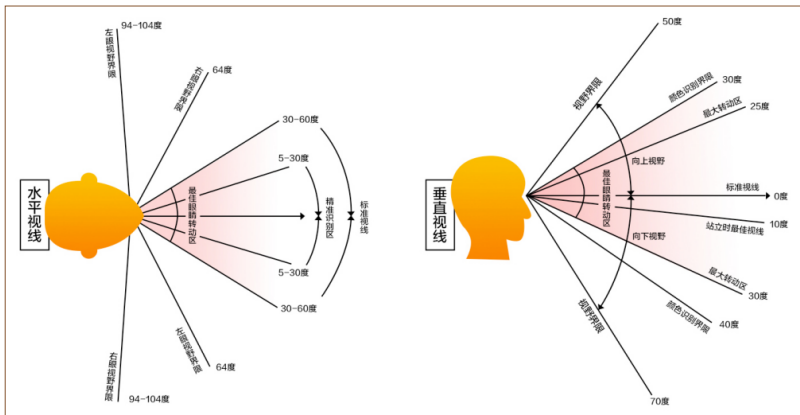 水平视线
94-104度
左眼视野界限
右眼视野界限
64度
30-60度
5-30度
最佳眼睛转动区
精准识别区
标准视线
5-30度
30-60度
左眼视野界限
64度
右眼视野界限
94-104度
垂直视线
50度
视野界限
颜色识别界限
30度
最大转动区
25度
向上视野
最佳眼睛转动区
标准视线
0度
10度
站立时最佳视线
向下视野
最大转动区
30度
颜色识别界限
40度
视野界限
70度